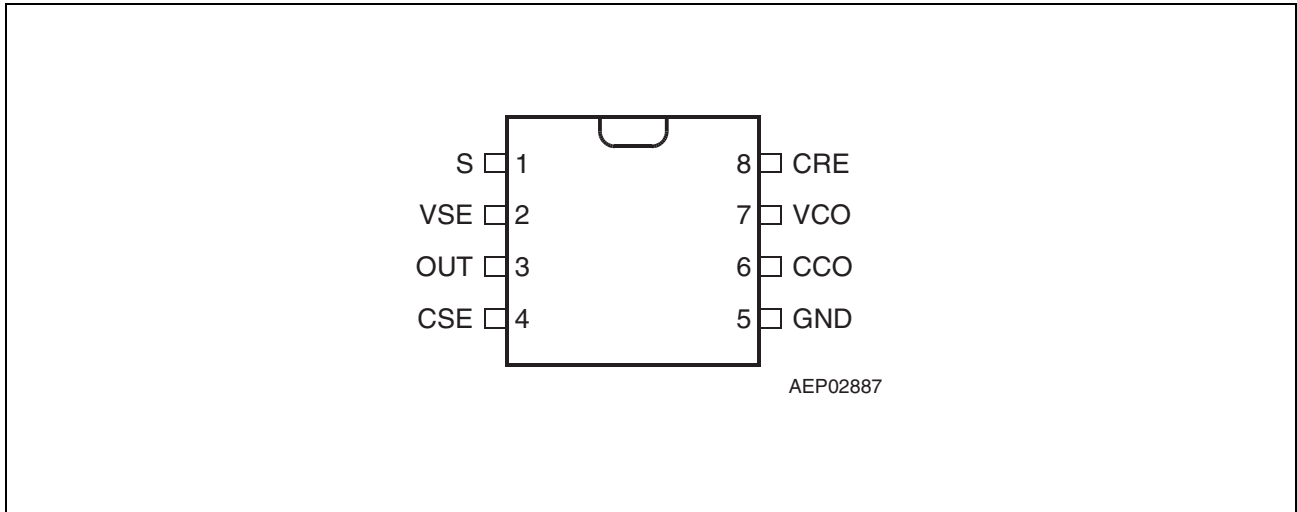 S 1 8 CRE
VSE 2 7 VCO
OUT 3 6 CCO
CSE 4 5 GND
AEP02887